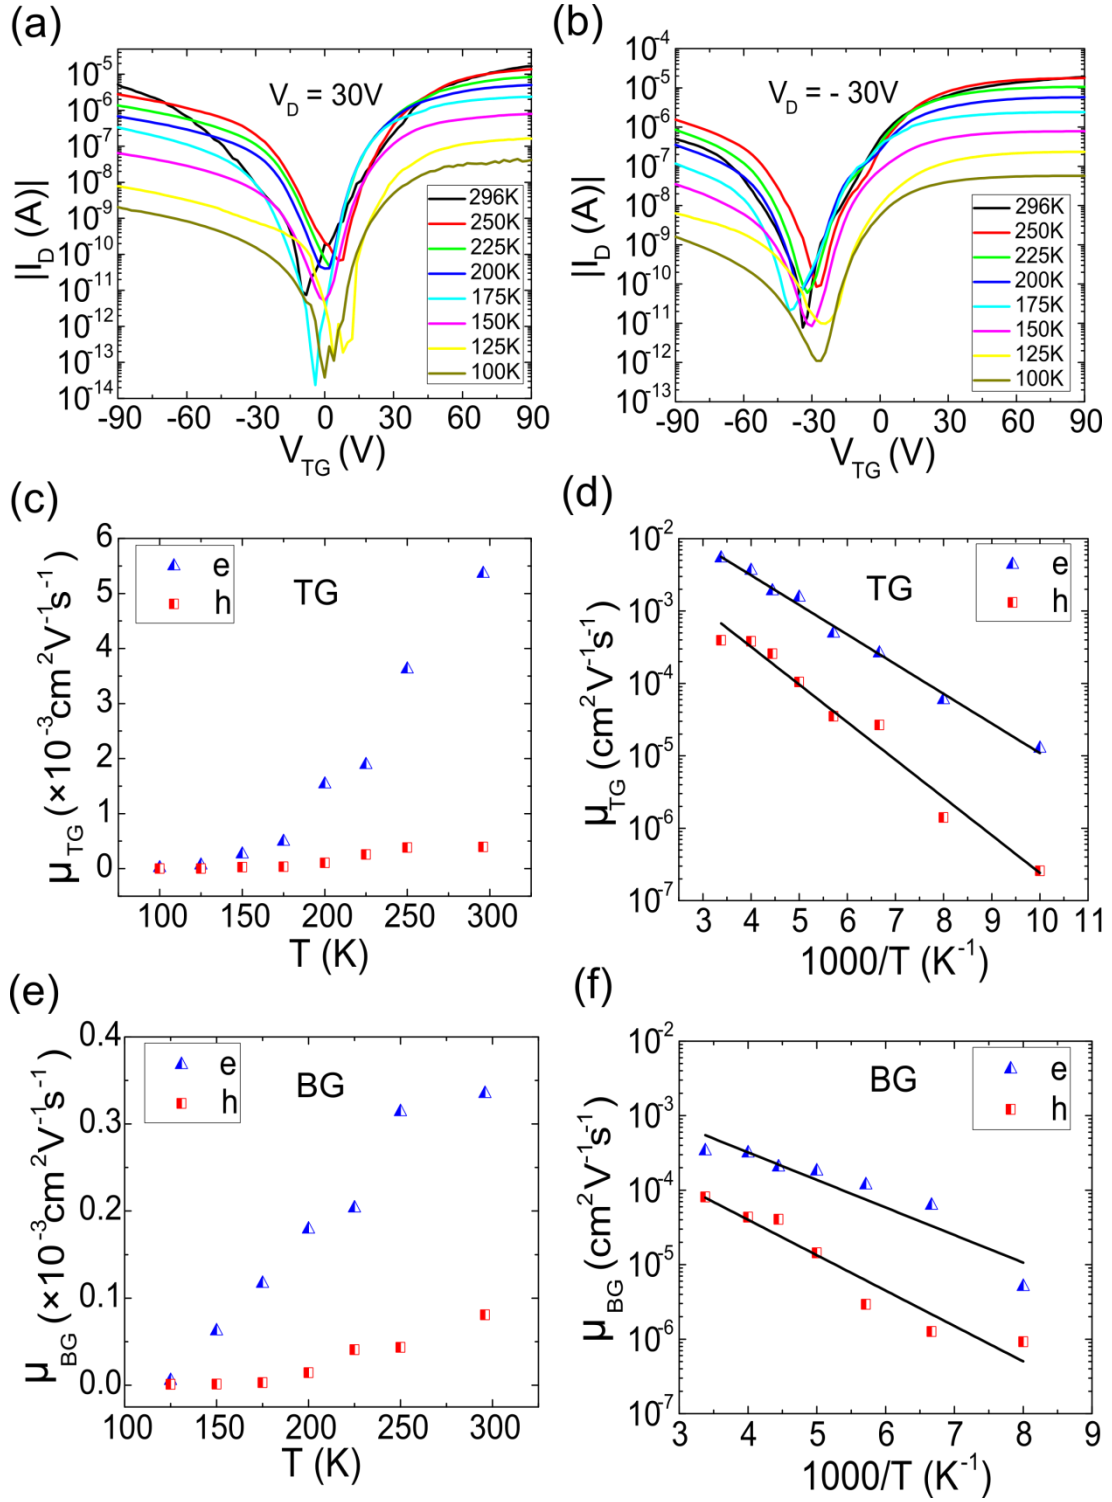 (a)
V_D = 30V
|I_D (A)|
10^-5
10^-6
10^-7
10^-8
10^-9
10^-10
10^-11
10^-12
10^-13
10^-14
296K
250K
225K
200K
175K
150K
125K
100K
-90 -60 -30 0 30 60 90
V_TG (V)
(b)
V_D = - 30V
|I_D (A)|
10^-4
10^-5
10^-6
10^-7
10^-8
10^-9
10^-10
10^-11
10^-12
10^-13
296K
250K
225K
200K
175K
150K
125K
100K
-90 -60 -30 0 30 60 90
V_TG (V)
(c)
e
h
TG
μ_TG (×10^-3cm^2V^-1s^-1)
6
5
4
3
2
1
0
100 150 200 250 300
T (K)
(d)
e
h
TG
μ_TG (cm^2V^-1s^-1)
10^-2
10^-3
10^-4
10^-5
10^-6
10^-7
3 4 5 6 7 8 9 10 11
1000/T (K^-1)
(e)
e
h
BG
μ_BG (×10^-3cm^2V^-1s^-1)
0.4
0.3
0.2
0.1
0.0
100 150 200 250 300
T (K)
(f)
e
h
BG
μ_BG (cm^2V^-1s^-1)
10^-2
10^-3
10^-4
10^-5
10^-6
10^-7
3 4 5 6 7 8 9
1000/T (K^-1)